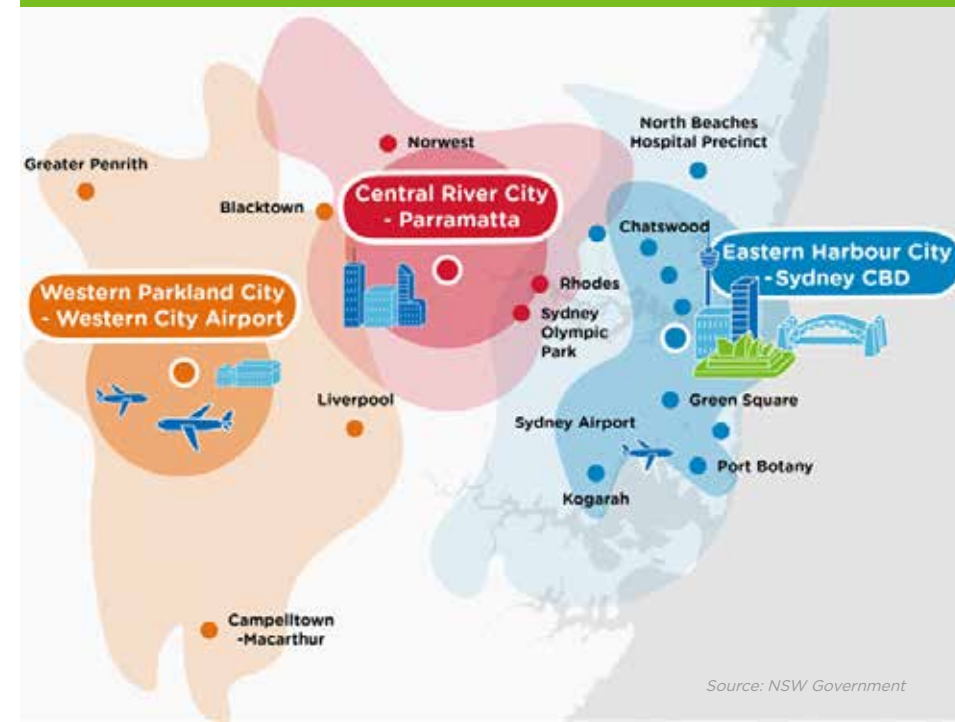 North Beaches
Hospital Precinct
Norwest
Greater Penrith
Central River City
- Parramatta
Blacktown
Chatswood
Eastern Harbour City
-Sydney CBD
Rhodes
Western Parkland City
- Western City Airport
Sydney
Olympic
Park
Liverpool
Green Square
Sydney Airport
Port Botany
Kogarah
Campelltown
-Macarthur
Source: NSW Government